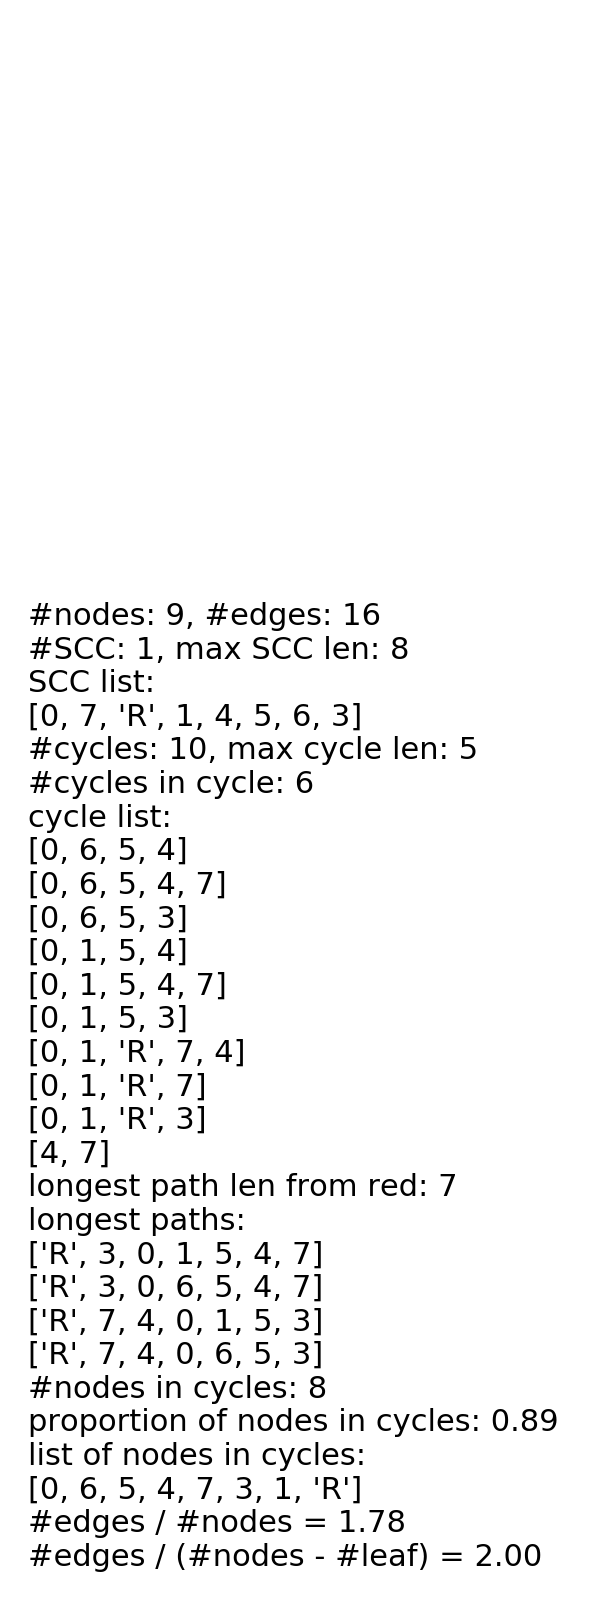 #nodes: 9, #edges: 16
#SCC: 1, max SCC len: 8
SCC list:
[0, 7, 'R', 1, 4, 5, 6, 3]
#cycles: 10, max cycle len: 5
#cycles in cycle: 6
cycle list:
[0, 6, 5, 4]
[0, 6, 5, 4, 7]
[0, 6, 5, 3]
[0, 1, 5, 4]
[0, 1, 5, 4, 7]
[0, 1, 5, 3]
[0, 1, 'R', 7, 4]
[0, 1, 'R', 7]
[0, 1, 'R', 3]
[4, 7]
longest path len from red: 7
longest paths:
['R', 3, 0, 1, 5, 4, 7]
['R', 3, 0, 6, 5, 4, 7]
['R', 7, 4, 0, 1, 5, 3]
['R', 7, 4, 0, 6, 5, 3]
#nodes in cycles: 8
proportion of nodes in cycles: 0.89
list of nodes in cycles:
[0, 6, 5, 4, 7, 3, 1, 'R']
#edges / #nodes = 1.78
#edges / (#nodes - #leaf) = 2.00